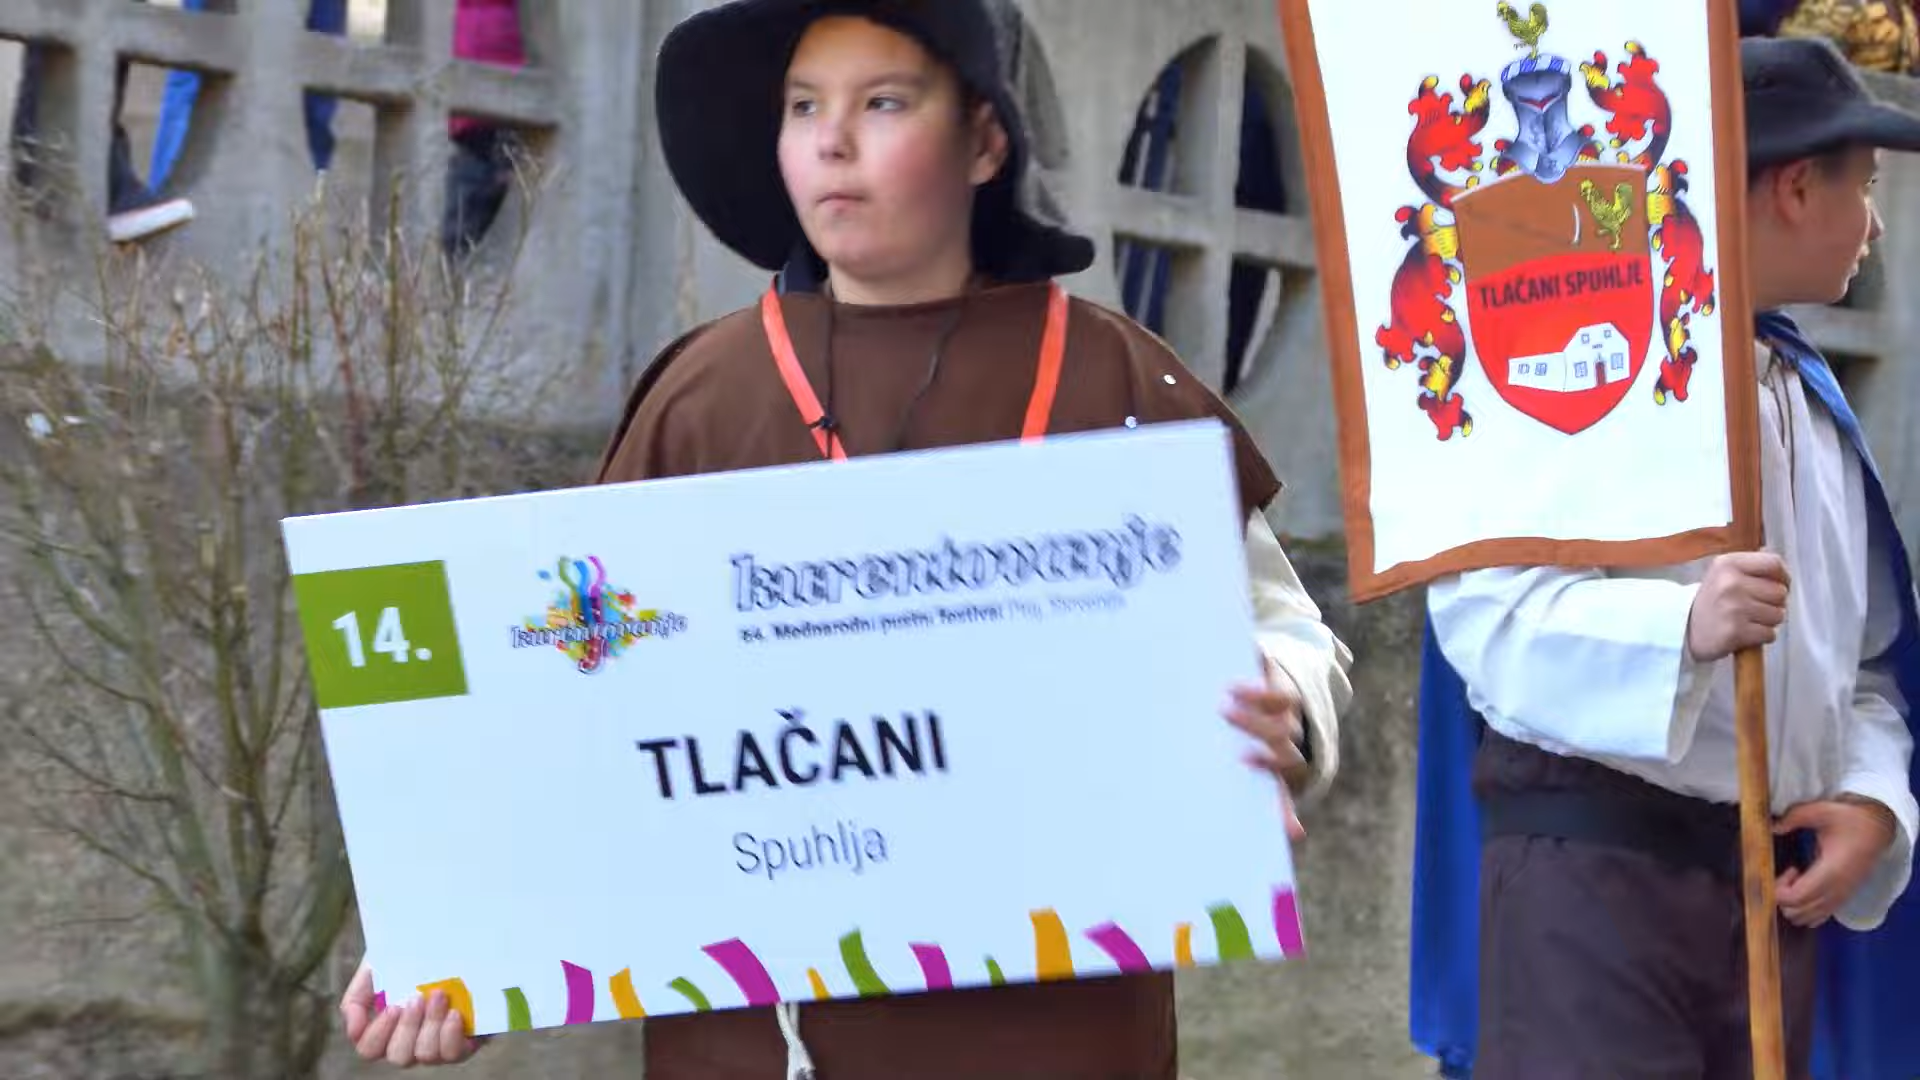 14.
kurentovanje
kurentovanje
64. Mednarodni pustni festival Ptuj, Slovenija
TLAČANI
Spuhlja
TLAČANI SPUHLJE